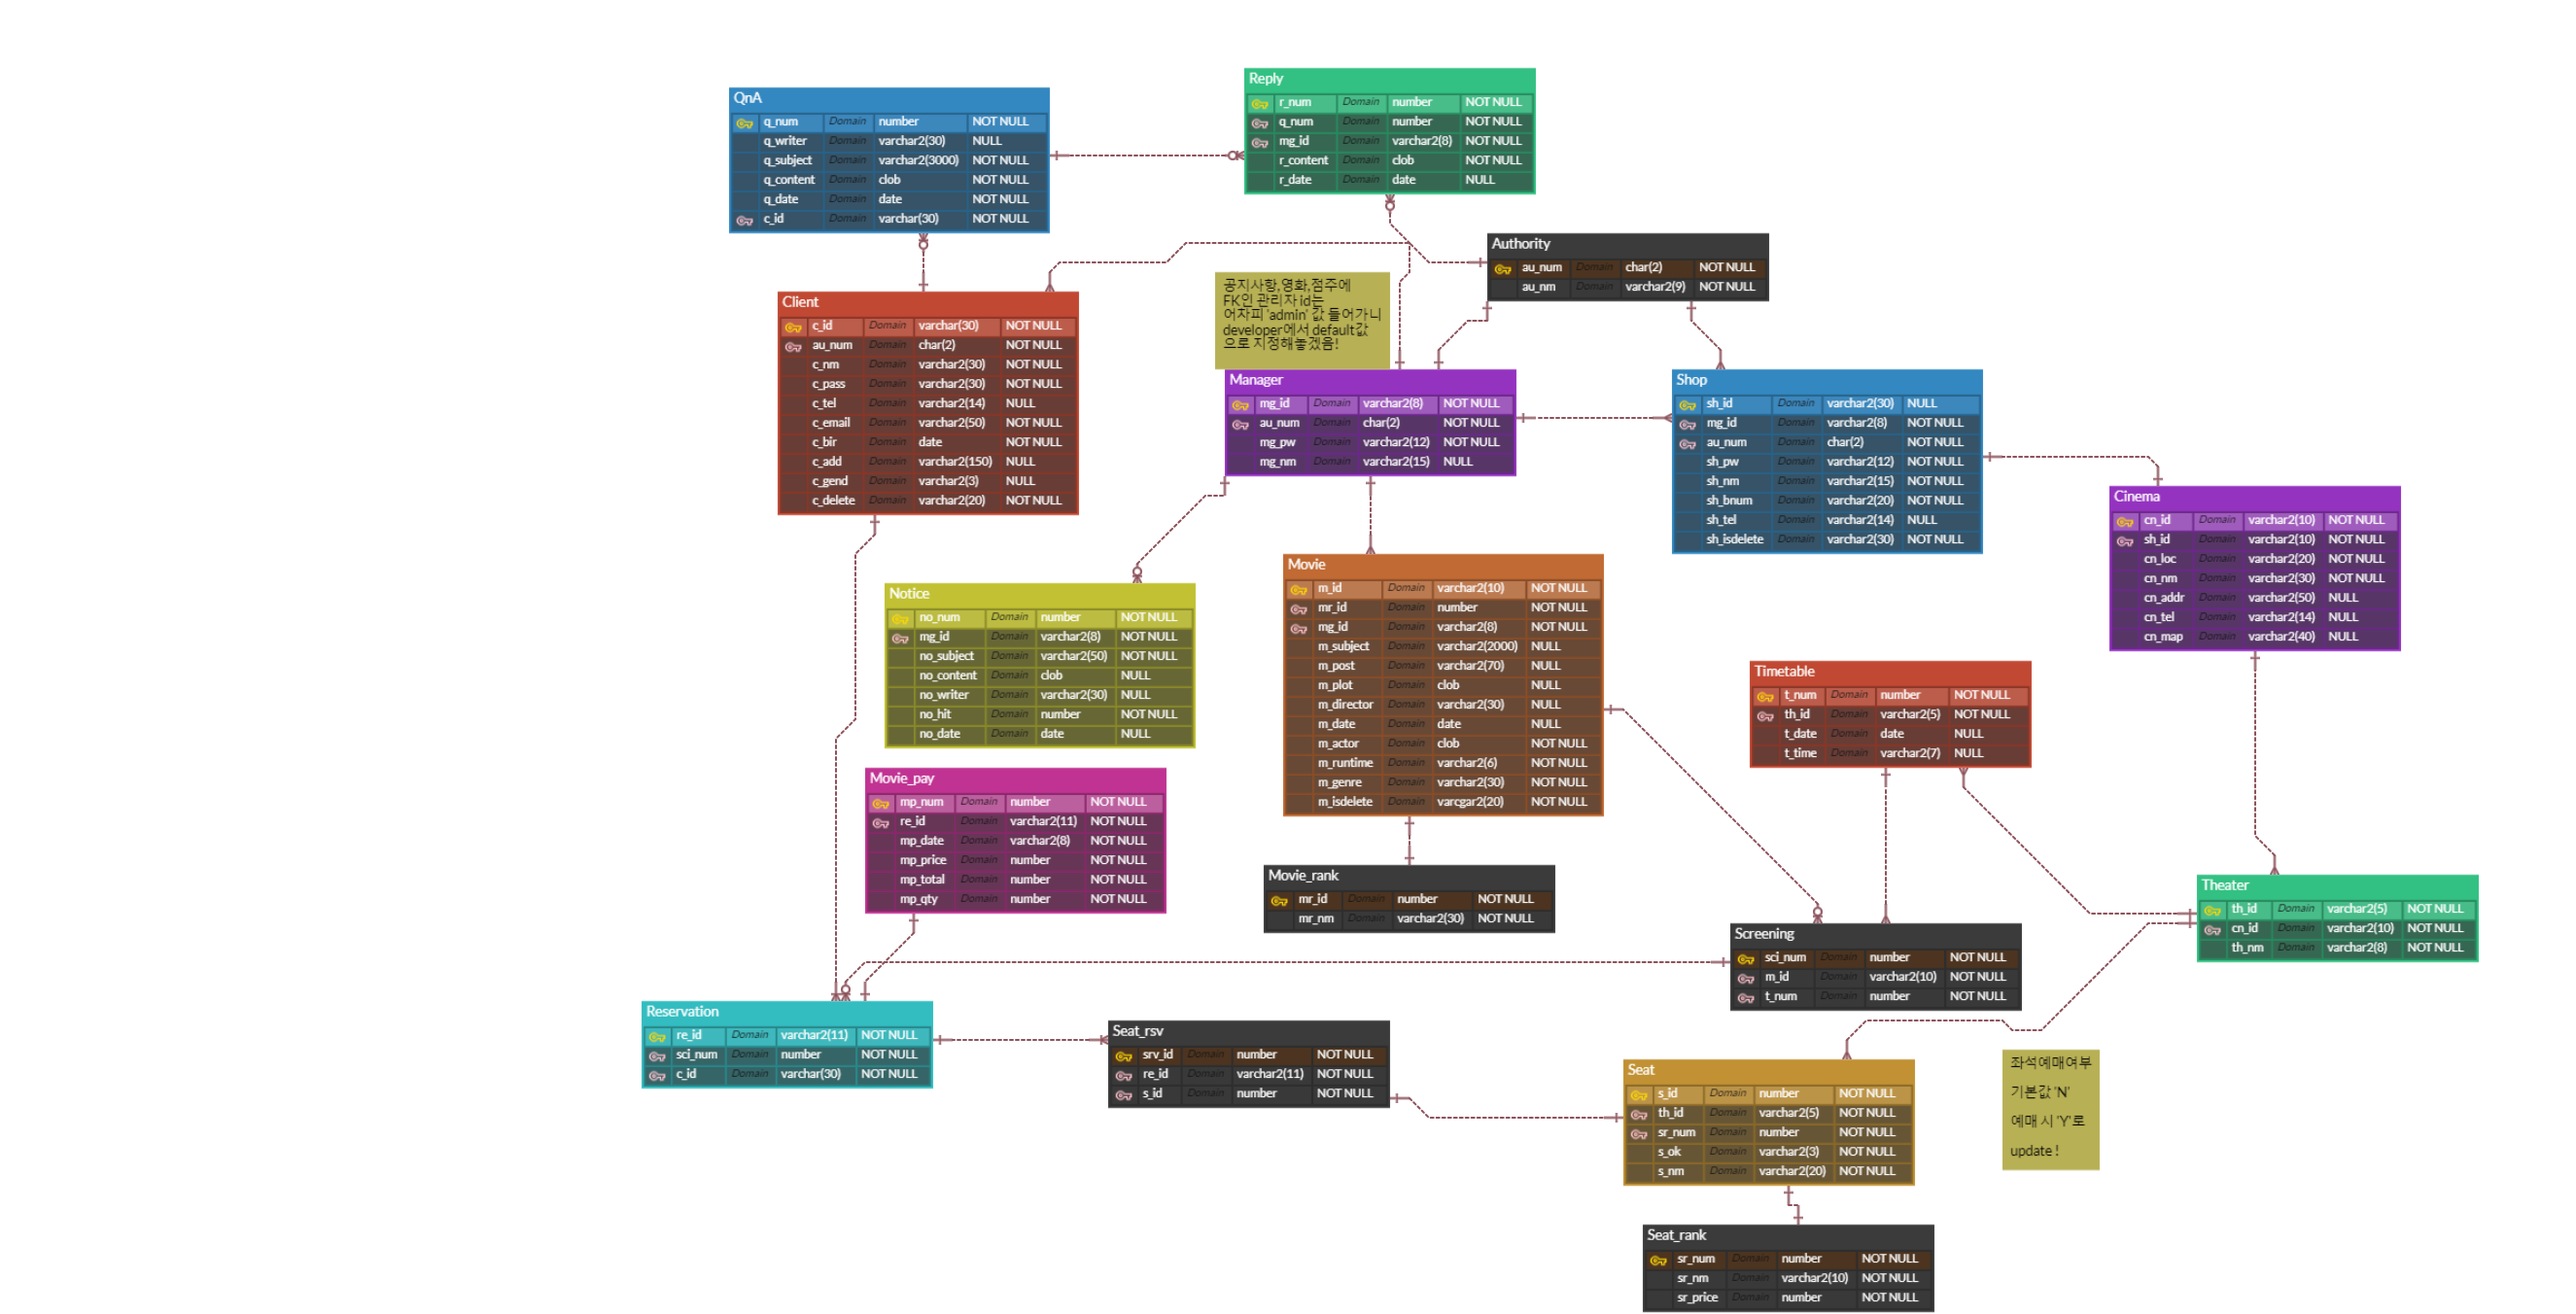 QnA
q_num Domain number NOT NULL
q_writer Domain varchar2(30) NULL
q_subject Domain varchar2(3000) NOT NULL
q_content Domain clob NOT NULL
q_date Domain date NOT NULL
c_id Domain varchar(30) NOT NULL
Reply
r_num Domain number NOT NULL
q_num Domain number NOT NULL
mg_id Domain varchar2(8) NOT NULL
r_content Domain clob NOT NULL
r_date Domain date NULL
Authority
au_num Domain char(2) NOT NULL
au_nm Domain varchar2(9) NOT NULL
공지사항,영화,점주에
FK인 관리자 id는
어차피 'admin' 값 들어가니
developer에서 default값
으로 지정해놓겠음!
Client
c_id Domain varchar(30) NOT NULL
au_num Domain char(2) NOT NULL
c_nm Domain varchar2(30) NOT NULL
c_pass Domain varchar2(30) NOT NULL
c_tel Domain varchar2(14) NULL
c_email Domain varchar2(50) NOT NULL
c_bir Domain date NOT NULL
c_add Domain varchar2(150) NULL
c_gend Domain varchar2(3) NULL
c_delete Domain varchar2(20) NOT NULL
Manager
mg_id Domain varchar2(8) NOT NULL
au_num Domain char(2) NOT NULL
mg_pw Domain varchar2(12) NOT NULL
mg_nm Domain varchar2(15) NULL
Shop
sh_id Domain varchar2(30) NULL
mg_id Domain varchar2(8) NOT NULL
au_num Domain char(2) NOT NULL
sh_pw Domain varchar2(12) NOT NULL
sh_nm Domain varchar2(15) NOT NULL
sh_bnum Domain varchar2(20) NOT NULL
sh_tel Domain varchar2(14) NULL
sh_isdelete Domain varchar2(30) NOT NULL
Cinema
cn_id Domain varchar2(10) NOT NULL
sh_id Domain varchar2(10) NOT NULL
cn_loc Domain varchar2(20) NOT NULL
cn_nm Domain varchar2(30) NOT NULL
cn_addr Domain varchar2(50) NULL
cn_tel Domain varchar2(14) NULL
cn_map Domain varchar2(40) NULL
Notice
no_num Domain number NOT NULL
mg_id Domain varchar2(8) NOT NULL
no_subject Domain varchar2(50) NOT NULL
no_content Domain clob NULL
no_writer Domain varchar2(30) NULL
no_hit Domain number NOT NULL
no_date Domain date NULL
Movie
m_id Domain varchar2(10) NOT NULL
mr_id Domain number NOT NULL
mg_id Domain varchar2(8) NOT NULL
m_subject Domain varchar2(2000) NULL
m_post Domain varchar2(70) NULL
m_plot Domain clob NULL
m_director Domain varchar2(30) NULL
m_date Domain date NULL
m_actor Domain clob NOT NULL
m_runtime Domain varchar2(6) NOT NULL
m_genre Domain varchar2(30) NOT NULL
m_isdelete Domain varcgar2(20) NOT NULL
Timetable
t_num Domain number NOT NULL
th_id Domain varchar2(5) NOT NULL
t_date Domain date NULL
t_time Domain varchar2(7) NULL
Movie_pay
mp_num Domain number NOT NULL
re_id Domain varchar2(11) NOT NULL
mp_date Domain varchar2(8) NOT NULL
mp_price Domain number NOT NULL
mp_total Domain number NOT NULL
mp_qty Domain number NOT NULL
Movie_rank
mr_id Domain number NOT NULL
mr_nm Domain varchar2(30) NOT NULL
Theater
th_id Domain varchar2(5) NOT NULL
cn_id Domain varchar2(10) NOT NULL
th_nm Domain varchar2(8) NOT NULL
Screening
sci_num Domain number NOT NULL
m_id Domain varchar2(10) NOT NULL
t_num Domain number NOT NULL
Reservation
re_id Domain varchar2(11) NOT NULL
sci_num Domain number NOT NULL
c_id Domain varchar(30) NOT NULL
Seat_rsv
srv_id Domain number NOT NULL
re_id Domain varchar2(11) NOT NULL
s_id Domain number NOT NULL
Seat
s_id Domain number NOT NULL
th_id Domain varchar2(5) NOT NULL
sr_num Domain number NOT NULL
s_ok Domain varchar2(3) NOT NULL
s_nm Domain varchar2(20) NOT NULL
좌석예매여부
기본값 'N'
예매 시 'Y'로
update !
Seat_rank
sr_num Domain number NOT NULL
sr_nm Domain varchar2(10) NOT NULL
sr_price Domain number NOT NULL